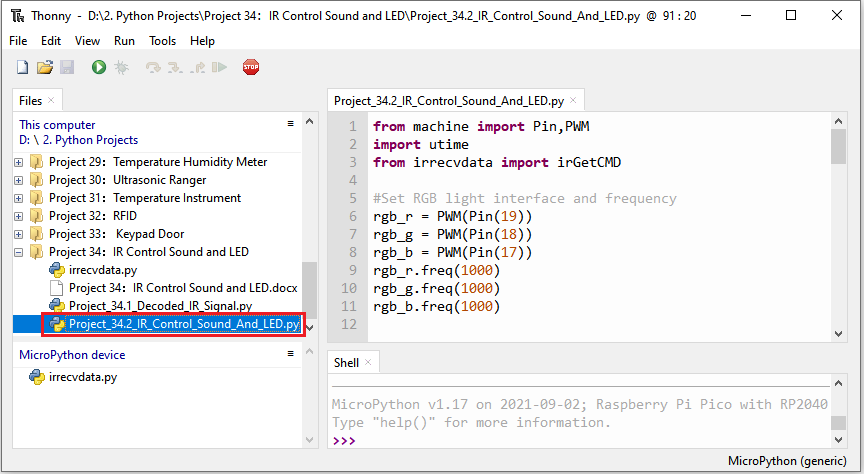 Thonny - D:\2. Python Projects\Project 34：IR Control Sound and LED\Project_34.2_IR_Control_Sound_And_LED.py @ 91 : 20
File Edit View Run Tools Help
STOP
Files
This computer
D: \ 2. Python Projects
Project 29：Temperature Humidity Meter
Project 30：Ultrasonic Ranger
Project 31：Temperature Instrument
Project 32：RFID
Project 33： Keypad Door
Project 34：IR Control Sound and LED
irrecvdata.py
Project 34：IR Control Sound and LED.docx
Project_34.1_Decoded_IR_Signal.py
Project_34.2_IR_Control_Sound_And_LED.py
MicroPython device
irrecvdata.py
Project_34.2_IR_Control_Sound_And_LED.py
1 from machine import Pin,PWM
2 import utime
3 from irrecvdata import irGetCMD
4
5 #Set RGB light interface and frequency
6 rgb_r = PWM(Pin(19))
7 rgb_g = PWM(Pin(18))
8 rgb_b = PWM(Pin(17))
9 rgb_r.freq(1000)
10 rgb_g.freq(1000)
11 rgb_b.freq(1000)
12
Shell
MicroPython v1.17 on 2021-09-02; Raspberry Pi Pico with RP2040
Type "help()" for more information.
>>>
MicroPython (generic)